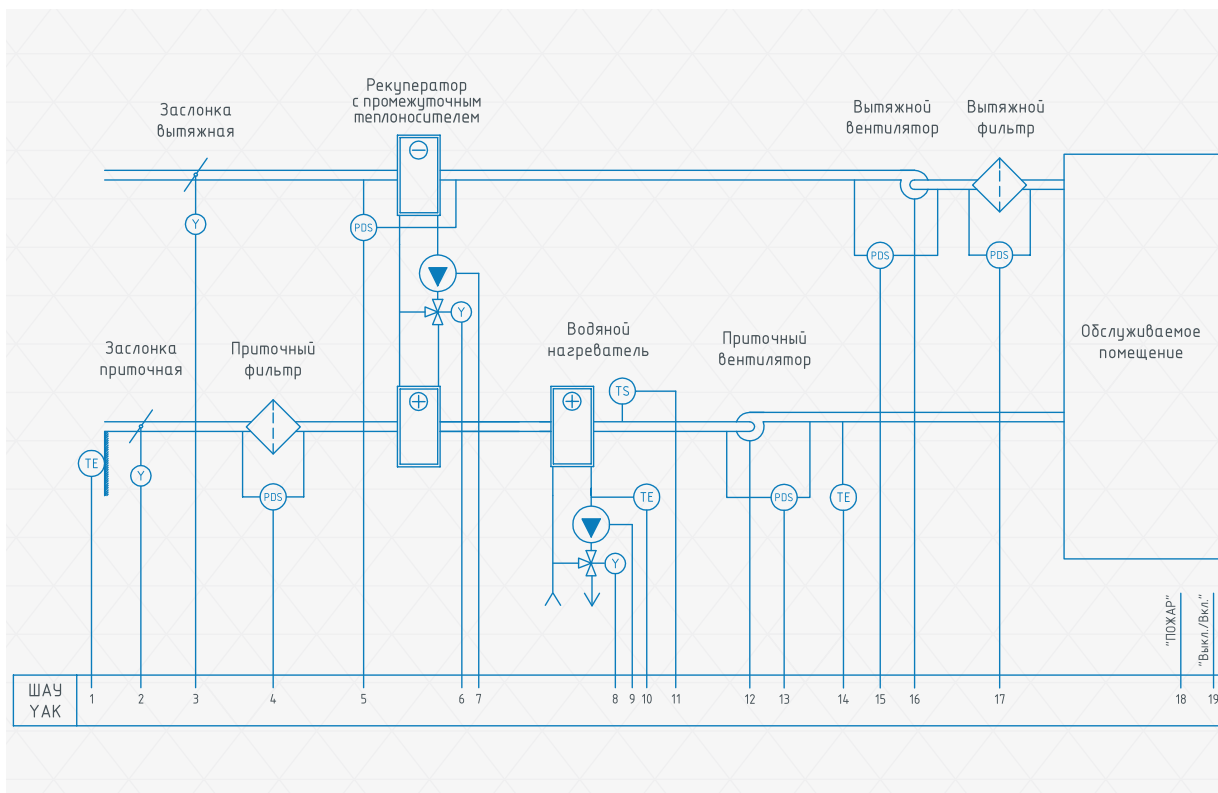 Рекуператор
с промежуточным
теплоносителем
Заслонка
вытяжная
Вытяжной
вентилятор
Вытяжной
фильтр
Y
PDS
PDS
PDS
Y
Заслонка
приточная
Приточный
фильтр
Водяной
нагреватель
Приточный
вентилятор
Обслуживаемое
помещение
TS
TE
Y
PDS
TE
PDS
TE
Y
"ПОЖАР"
"Выкл./Вкл."
ШАУ
YAK
1 2 3 4 5 6 7 8 9 10 11 12 13 14 15 16 17 18 19